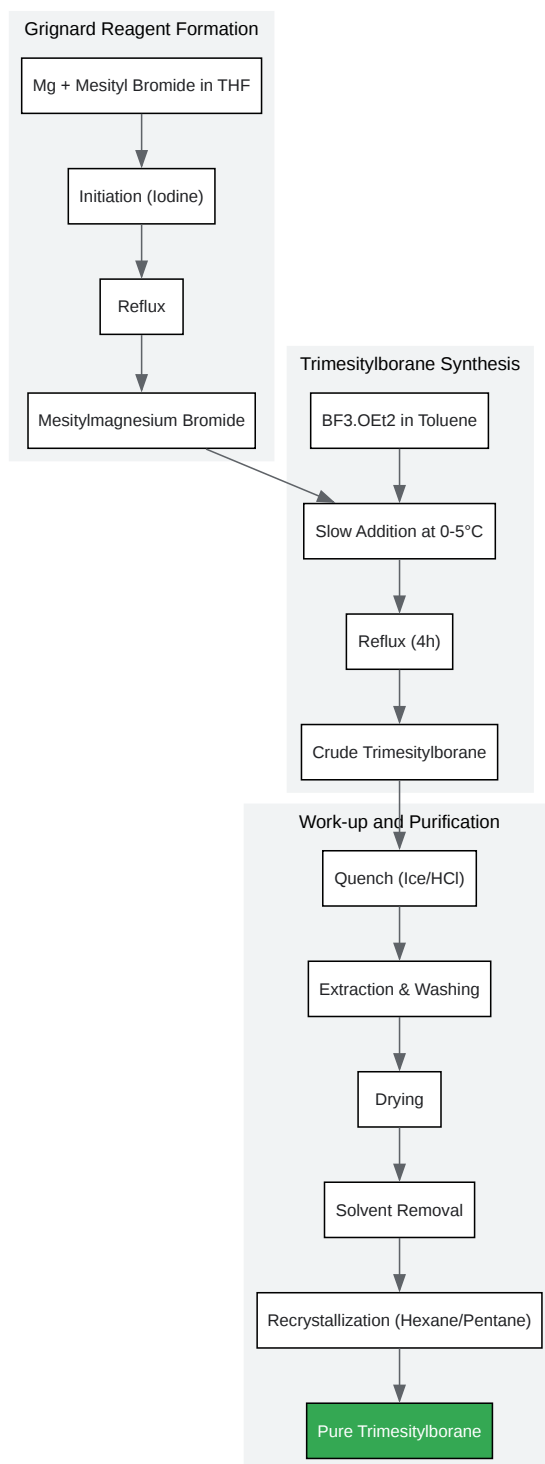 Grignard Reagent Formation
Mg + Mesityl Bromide in THF
Initiation (Iodine)
Reflux
Mesitylmagnesium Bromide
Trimesitylborane Synthesis
BF3.OEt2 in Toluene
Slow Addition at 0-5°C
Reflux (4h)
Crude Trimesitylborane
Work-up and Purification
Quench (Ice/HCl)
Extraction & Washing
Drying
Solvent Removal
Recrystallization (Hexane/Pentane)
Pure Trimesitylborane